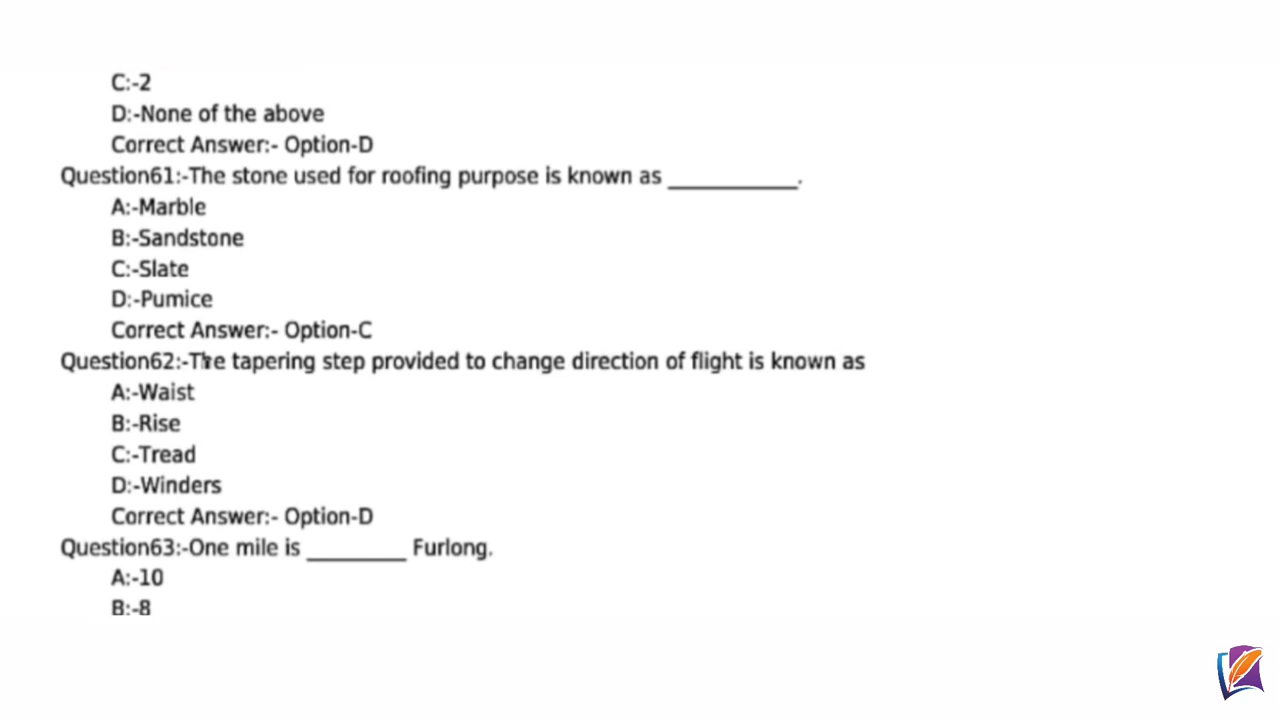 C:-2
D:-None of the above
Correct Answer:- Option-D
Question61:-The stone used for roofing purpose is known as ____________.
A:-Marble
B:-Sandstone
C:-Slate
D:-Pumice
Correct Answer:- Option-C
Question62:-The tapering step provided to change direction of flight is known as
A:-Waist
B:-Rise
C:-Tread
D:-Winders
Correct Answer:- Option-D
Question63:-One mile is _________ Furlong.
A:-10
B:-8